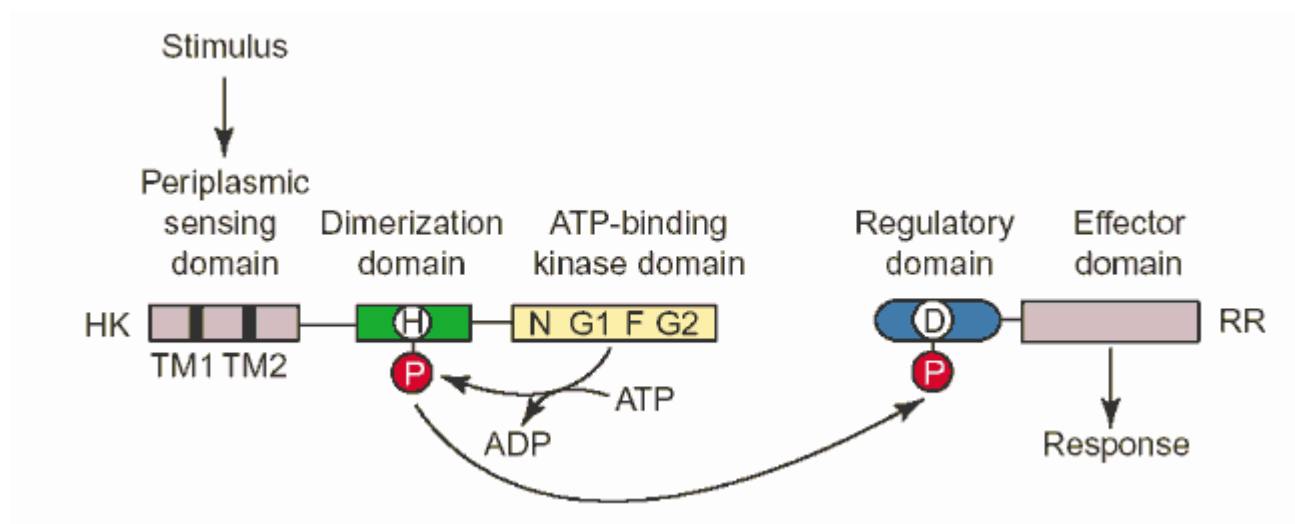 Stimulus
Periplasmic
sensing
domain
Dimerization
domain
ATP-binding
kinase domain
Regulatory
domain
Effector
domain
HK
TM1 TM2
H
P
N G1 F G2
ATP
ADP
D
P
RR
Response